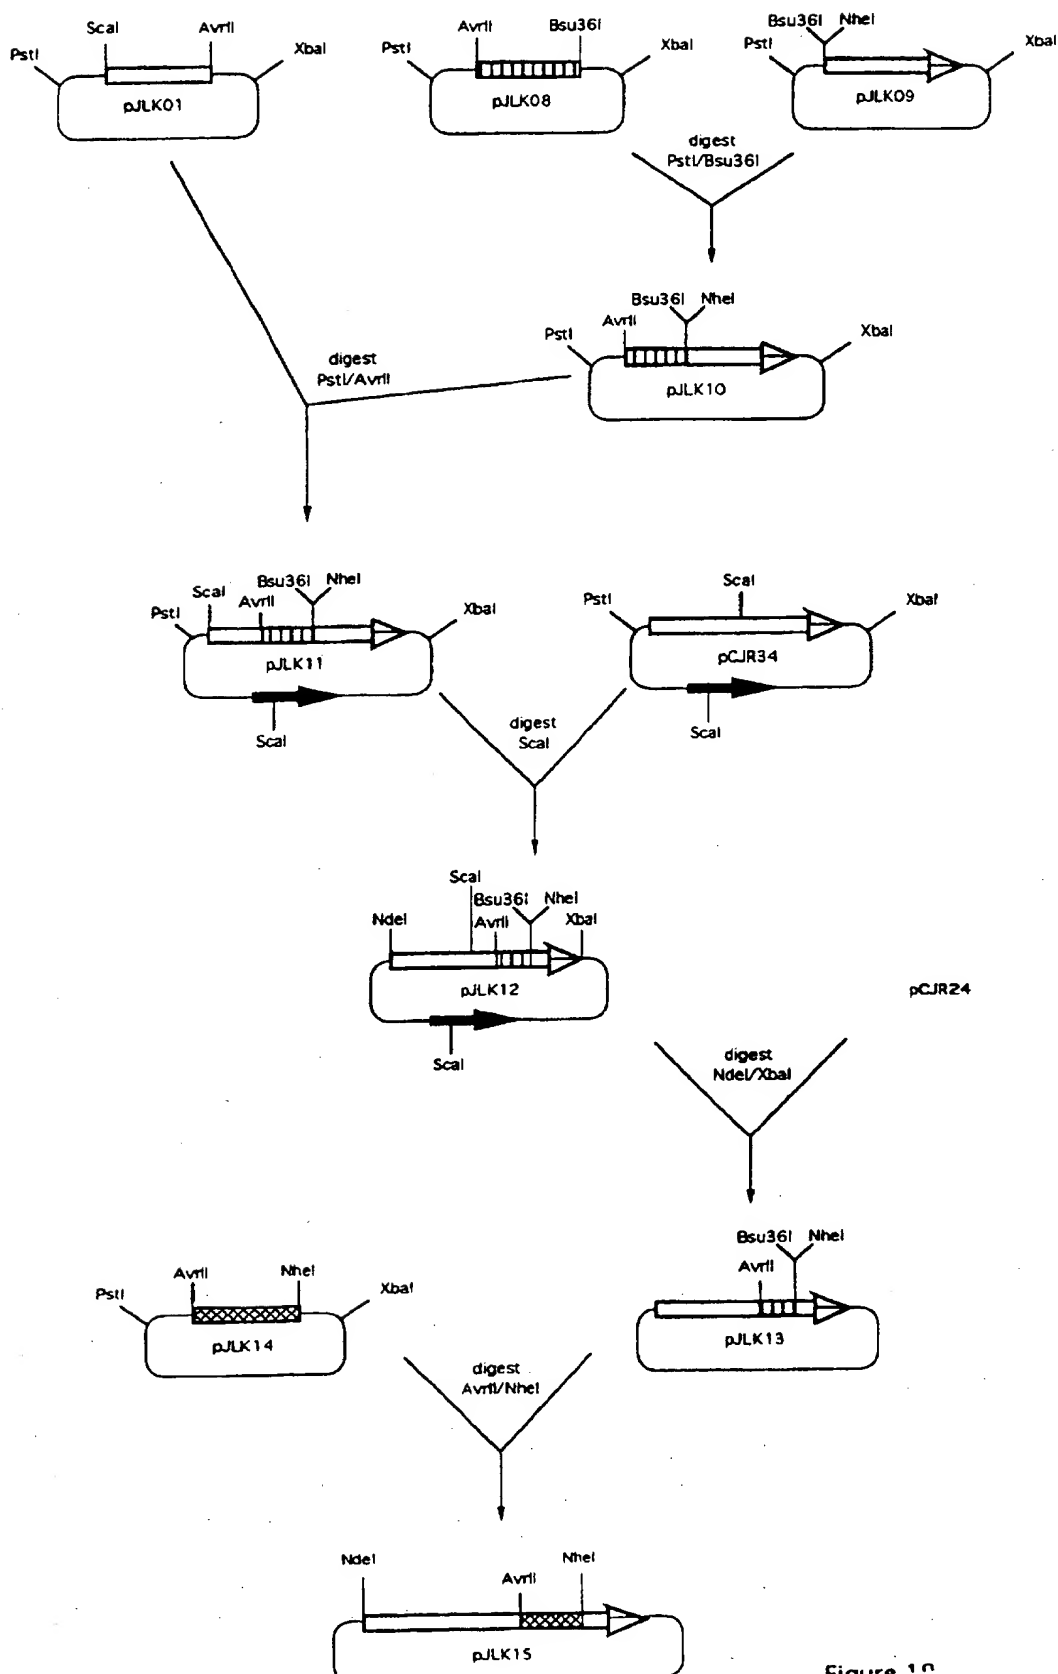 PstI ScaI AvrII XbaI
pJLK01
PstI AvrII Bsu36I XbaI
pJLK08
PstI Bsu36I NheI XbaI
pJLK09
digest
PstI/Bsu36I
PstI AvrII Bsu36I NheI XbaI
pJLK10
digest
PstI/AvrII
PstI ScaI AvrII Bsu36I NheI XbaI
pJLK11
ScaI
PstI ScaI XbaI
pCJR34
ScaI
digest
ScaI
NdeI ScaI AvrII Bsu36I NheI XbaI
pJLK12
ScaI
pCJR24
digest
NdeI/XbaI
PstI AvrII NheI XbaI
pJLK14
AvrII Bsu36I NheI
pJLK13
digest
AvrII/NheI
NdeI AvrII NheI
pJLK15
Figure